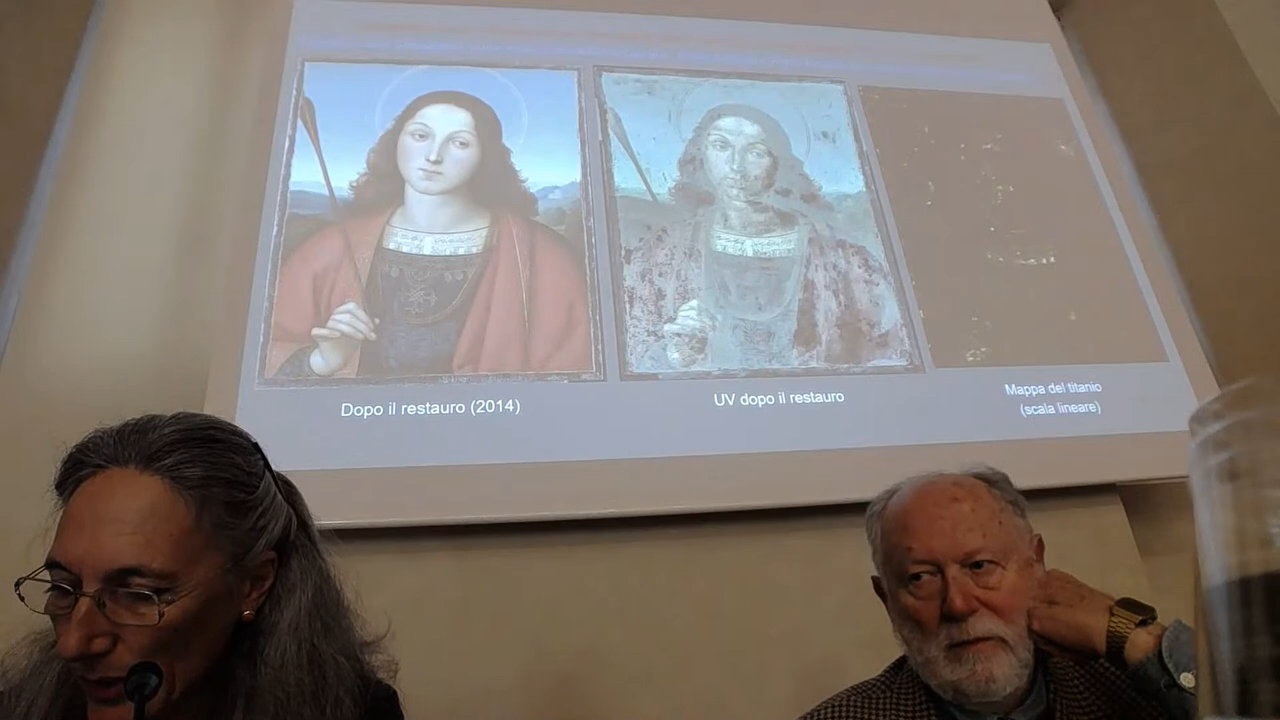 Dopo il restauro (2014)
UV dopo il restauro
Mappa del titanio
(scala lineare)